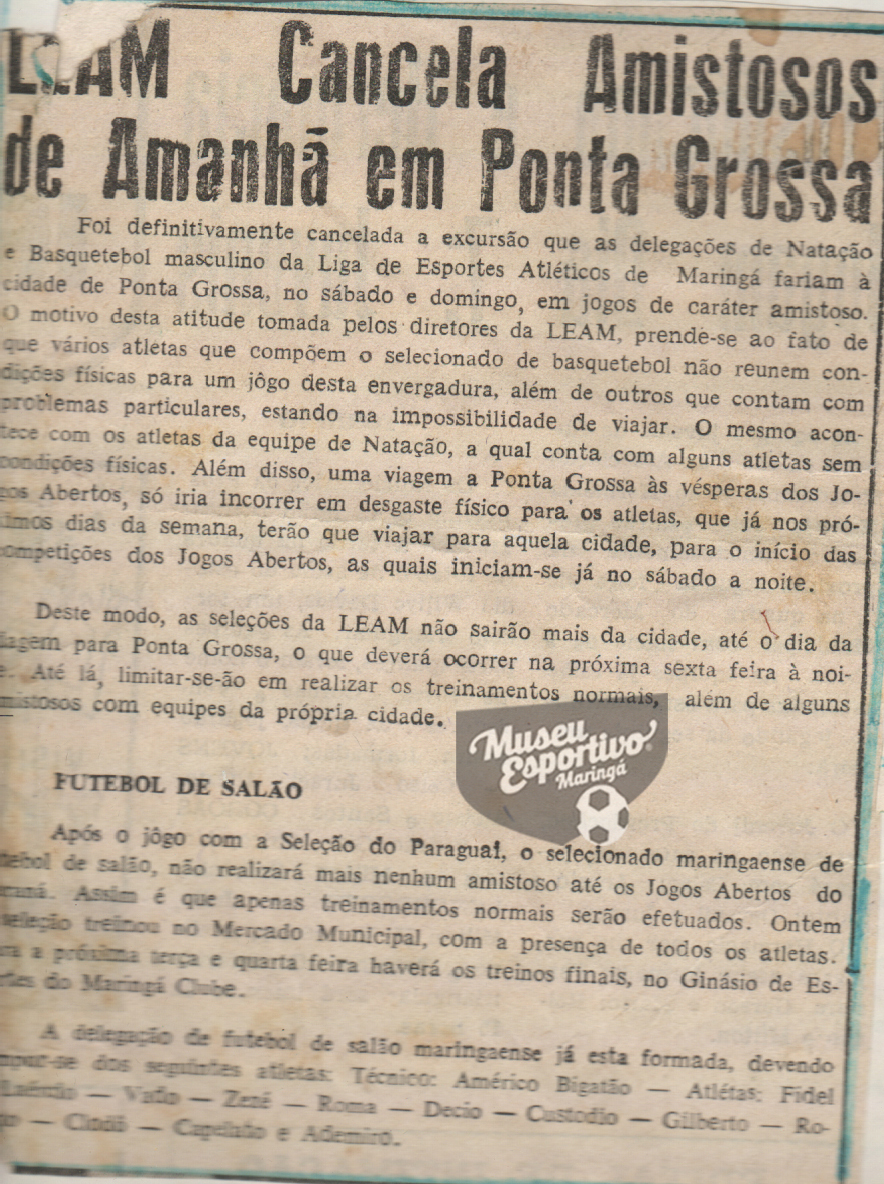 LEAM Cancela Amistosos
de Amanhã em Ponta Grossa
Foi definitivamente cancelada a excursão que as delegações de Natação
e Basquetebol masculino da Liga de Esportes Atléticos de Maringá fariam à
cidade de Ponta Grossa, no sábado e domingo, em jogos de caráter amistoso.
O motivo desta atitude tomada pelos diretores da LEAM, prende-se ao fato de
que vários atletas que compõem o selecionado de basquetebol não reunem con-
dições físicas para um jôgo desta envergadura, além de outros que contam com
problemas particulares, estando na impossibilidade de viajar. O mesmo acon-
tece com os atletas da equipe de Natação, a qual conta com alguns atletas sem
condições físicas. Além disso, uma viagem a Ponta Grossa às vésperas dos Jo-
gos Abertos, só iria incorrer em desgaste físico para os atletas, que já nos pró-
ximos dias da semana, terão que viajar para aquela cidade, para o início das
competições dos Jogos Abertos, as quais iniciam-se já no sábado a noite.
Deste modo, as seleções da LEAM não sairão mais da cidade, até o dia da
iagem para Ponta Grossa, o que deverá ocorrer na próxima sexta feira à noi-
e. Até lá, limitar-se-ão em realizar os treinamentos normais, além de alguns
mistosos com equipes da própria cidade.
Museu
Esportivo
Maringá
FUTEBOL DE SALÃO
Após o jôgo com a Seleção do Paraguai, o selecionado maringaense de
tebol de salão, não realizará mais nenhum amistoso até os Jogos Abertos do
raná. Assim é que apenas treinamentos normais serão efetuados. Ontem
seleção treinou no Mercado Municipal, com a presença de todos os atletas.
ra a próxima terça e quarta feira haverá os treinos finais, no Ginásio de Es-
rtes do Maringá Clube.
A delegação de futebol de salão maringaense já esta formada, devendo
mpor-se dos seguintes atletas: Técnico: Américo Bigatão — Atlétas: Fidel
Laércio — — Zezé — Roma — Decio — Custodio — Gilberto — Ro-
— — Capelato e Ademiro.